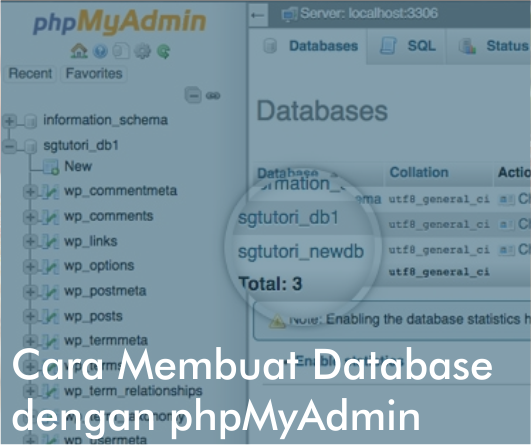 phpMyAdmin
Recent Favorites
information_schema
sgtutori_db1
New
wp_commentmeta
wp_comments
wp_links
wp_options
wp_postmeta
wp_posts
wp_termmeta
wp_term_relationships
wp_usermeta
Server: localhost:3306
Databases SQL Status
Databases
Database Collation
utf8_general_ci
utf8_general_ci
utf8_general_ci
utf8_general_ci
sgtutori_db1
sgtutori_newdb
Total: 3
Note: Enabling the database statistics
Cara Membuat Database
dengan phpMyAdmin